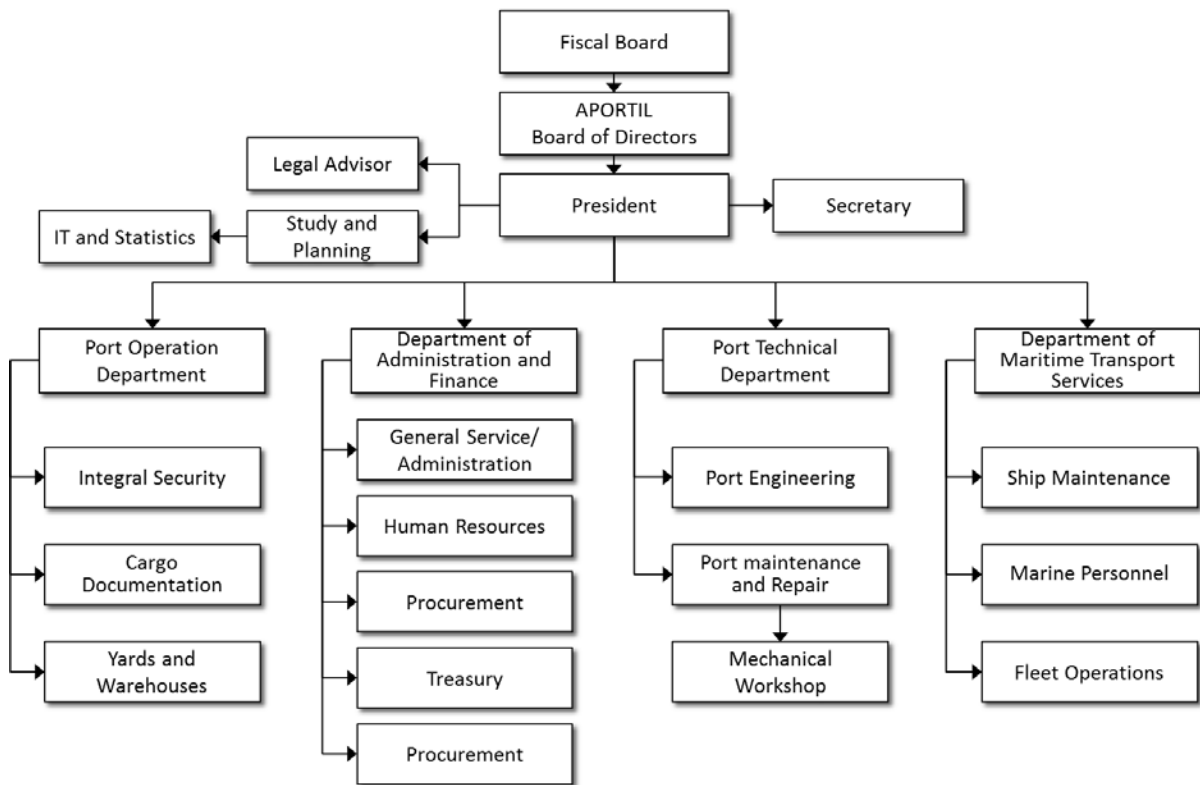 Fiscal Board
APORTIL
Board of Directors
Legal Advisor
President
Secretary
IT and Statistics
Study and
Planning
Port Operation
Department
Department of
Administration and
Finance
Port Technical
Department
Department of
Maritime Transport
Services
General Service/
Administration
Integral Security
Port Engineering
Ship Maintenance
Human Resources
Cargo
Documentation
Procurement
Port maintenance
and Repair
Marine Personnel
Yards and
Warehouses
Treasury
Mechanical
Workshop
Fleet Operations
Procurement